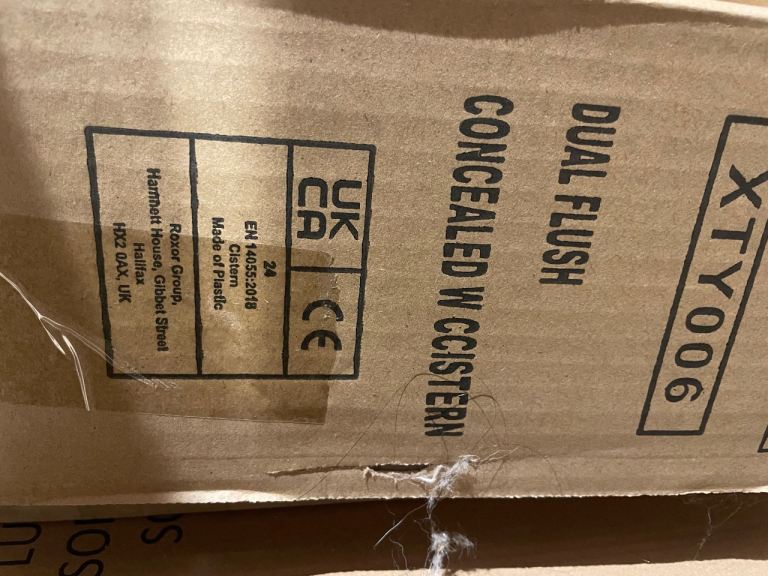 XTY006
DUAL FLUSH
CONCEALED W CCISTERN
UK
CA
CE
24
EN 14055:2018
Cistern
Made of Plastic
Roxor Group,
Hammett House, Gibbet Street
Halifax
HX2 0AX, UK